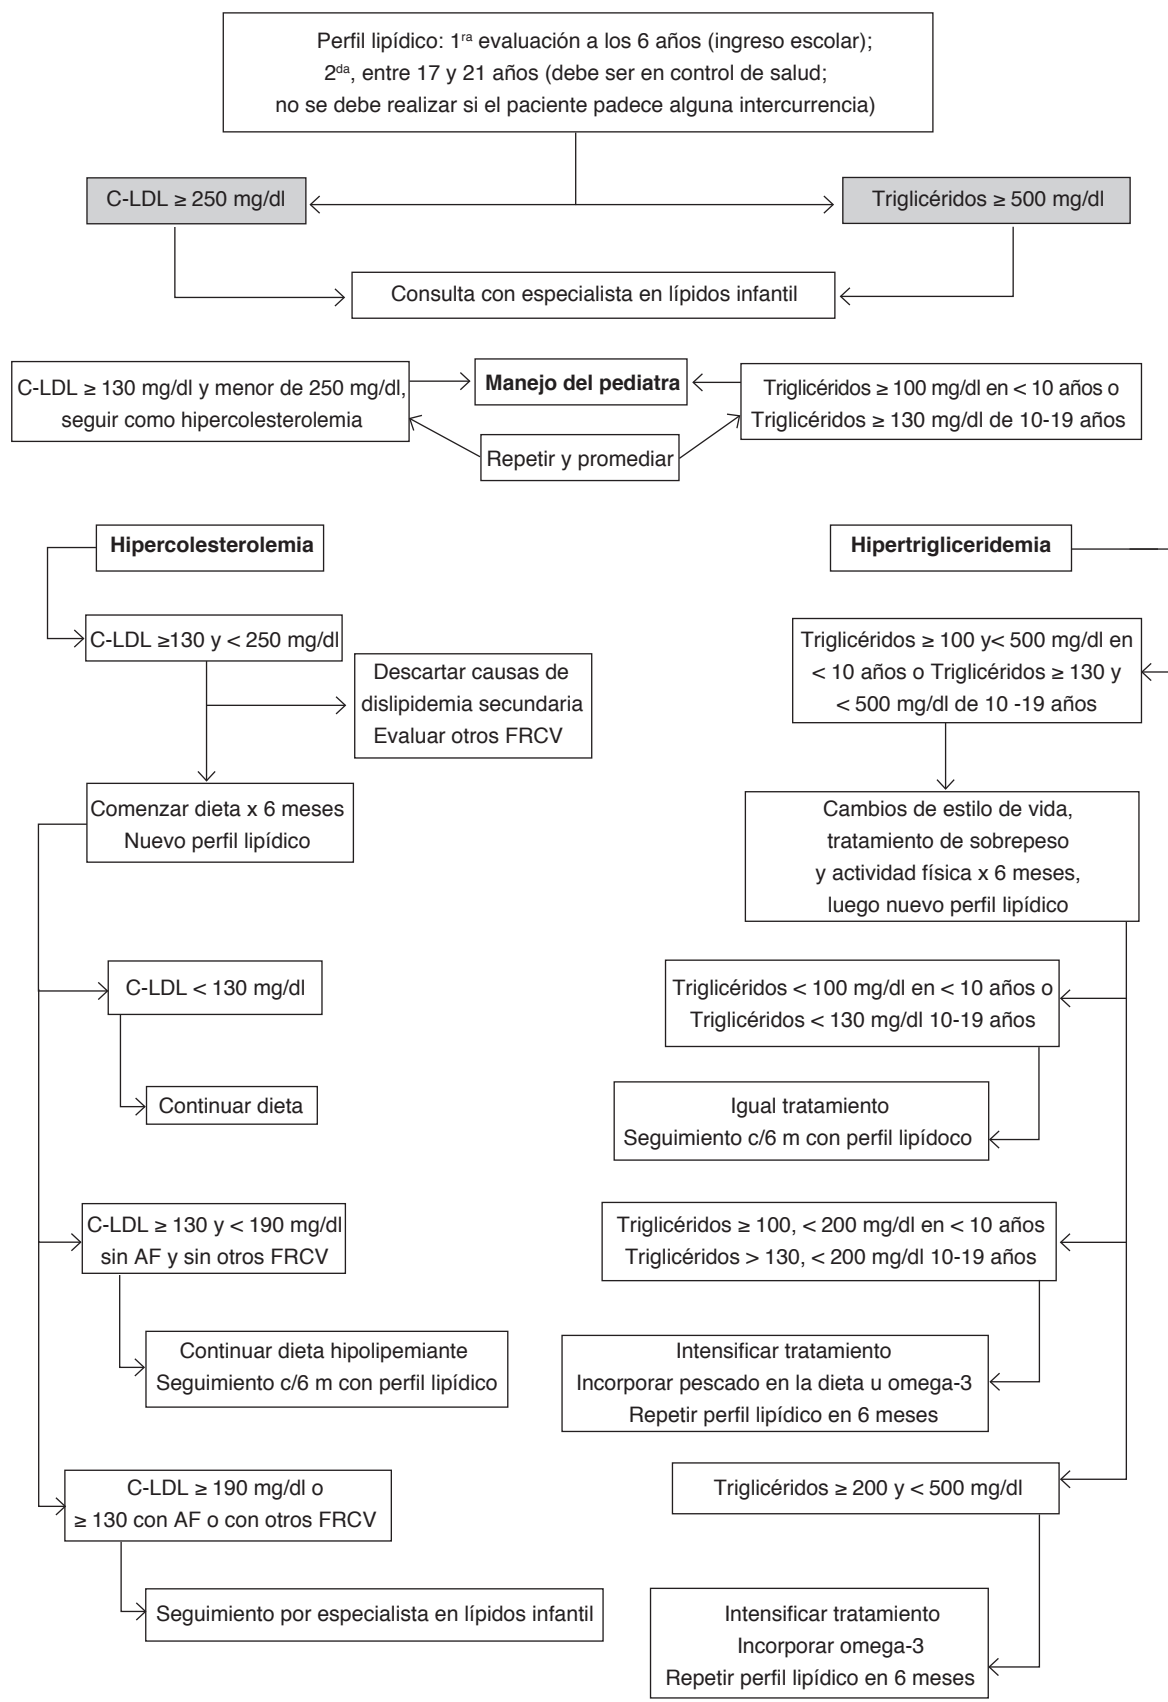 Perfil lipídico: 1ra evaluación a los 6 años (ingreso escolar);
2da, entre 17 y 21 años (debe ser en control de salud;
no se debe realizar si el paciente padece alguna intercurrencia)
C-LDL ≥ 250 mg/dl
Triglicéridos ≥ 500 mg/dl
Consulta con especialista en lípidos infantil
C-LDL ≥ 130 mg/dl y menor de 250 mg/dl,
seguir como hipercolesterolemia
Manejo del pediatra
Triglicéridos ≥ 100 mg/dl en < 10 años o
Triglicéridos ≥ 130 mg/dl de 10-19 años
Repetir y promediar
Hipercolesterolemia
C-LDL ≥130 y < 250 mg/dl
Descartar causas de
dislipidemia secundaria
Evaluar otros FRCV
Comenzar dieta x 6 meses
Nuevo perfil lipídico
C-LDL < 130 mg/dl
Continuar dieta
C-LDL ≥ 130 y < 190 mg/dl
sin AF y sin otros FRCV
Continuar dieta hipolipemiante
Seguimiento c/6 m con perfil lipídico
C-LDL ≥ 190 mg/dl o
≥ 130 con AF o con otros FRCV
Seguimiento por especialista en lípidos infantil
Hipertrigliceridemia
Triglicéridos ≥ 100 y< 500 mg/dl en
< 10 años o Triglicéridos ≥ 130 y
< 500 mg/dl de 10 -19 años
Cambios de estilo de vida,
tratamiento de sobrepeso
y actividad física x 6 meses,
luego nuevo perfil lipídico
Triglicéridos < 100 mg/dl en < 10 años o
Triglicéridos < 130 mg/dl 10-19 años
Igual tratamiento
Seguimiento c/6 m con perfil lipídoco
Triglicéridos ≥ 100, < 200 mg/dl en < 10 años
Triglicéridos > 130, < 200 mg/dl 10-19 años
Intensificar tratamiento
Incorporar pescado en la dieta u omega-3
Repetir perfil lipídico en 6 meses
Triglicéridos ≥ 200 y < 500 mg/dl
Intensificar tratamiento
Incorporar omega-3
Repetir perfil lipídico en 6 meses